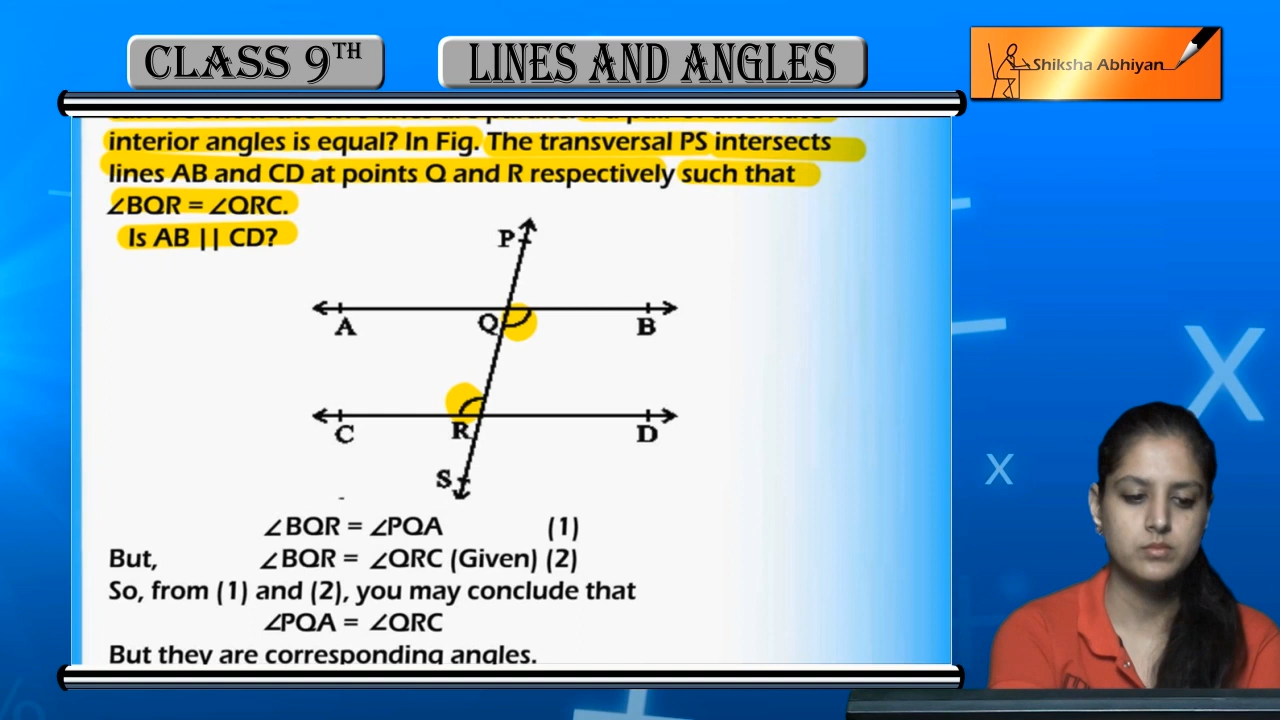 CLASS 9TH
LINES AND ANGLES
Shiksha Abhiyan
interior angles is equal? In Fig. The transversal PS intersects
lines AB and CD at points Q and R respectively such that
∠BQR = ∠QRC.
Is AB || CD?
P
A
Q
B
C
R
D
S
∠BQR = ∠PQA (1)
But, ∠BQR = ∠QRC (Given) (2)
So, from (1) and (2), you may conclude that
∠PQA = ∠QRC
But they are corresponding angles.
X
X